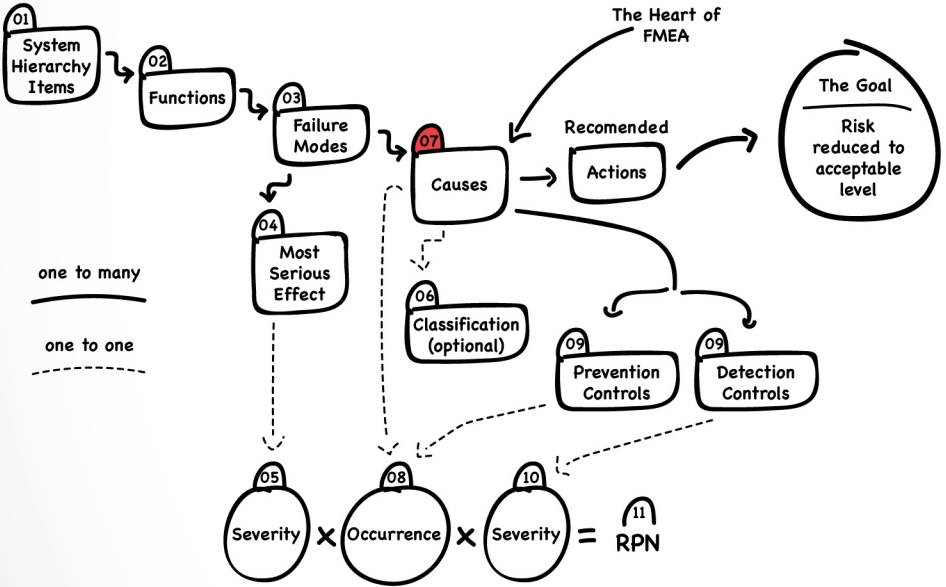 01
System
Hierarchy
Items
02
Functions
03
Failure
Modes
The Heart of
FMEA
07
Causes
Recomended
Actions
The Goal
Risk
reduced to
acceptable
level
04
Most
Serious
Effect
one to many
one to one
06
Classification
(optional)
09
Prevention
Controls
09
Detection
Controls
05
Severity
x
08
Occurrence
x
10
Severity
=
11
RPN